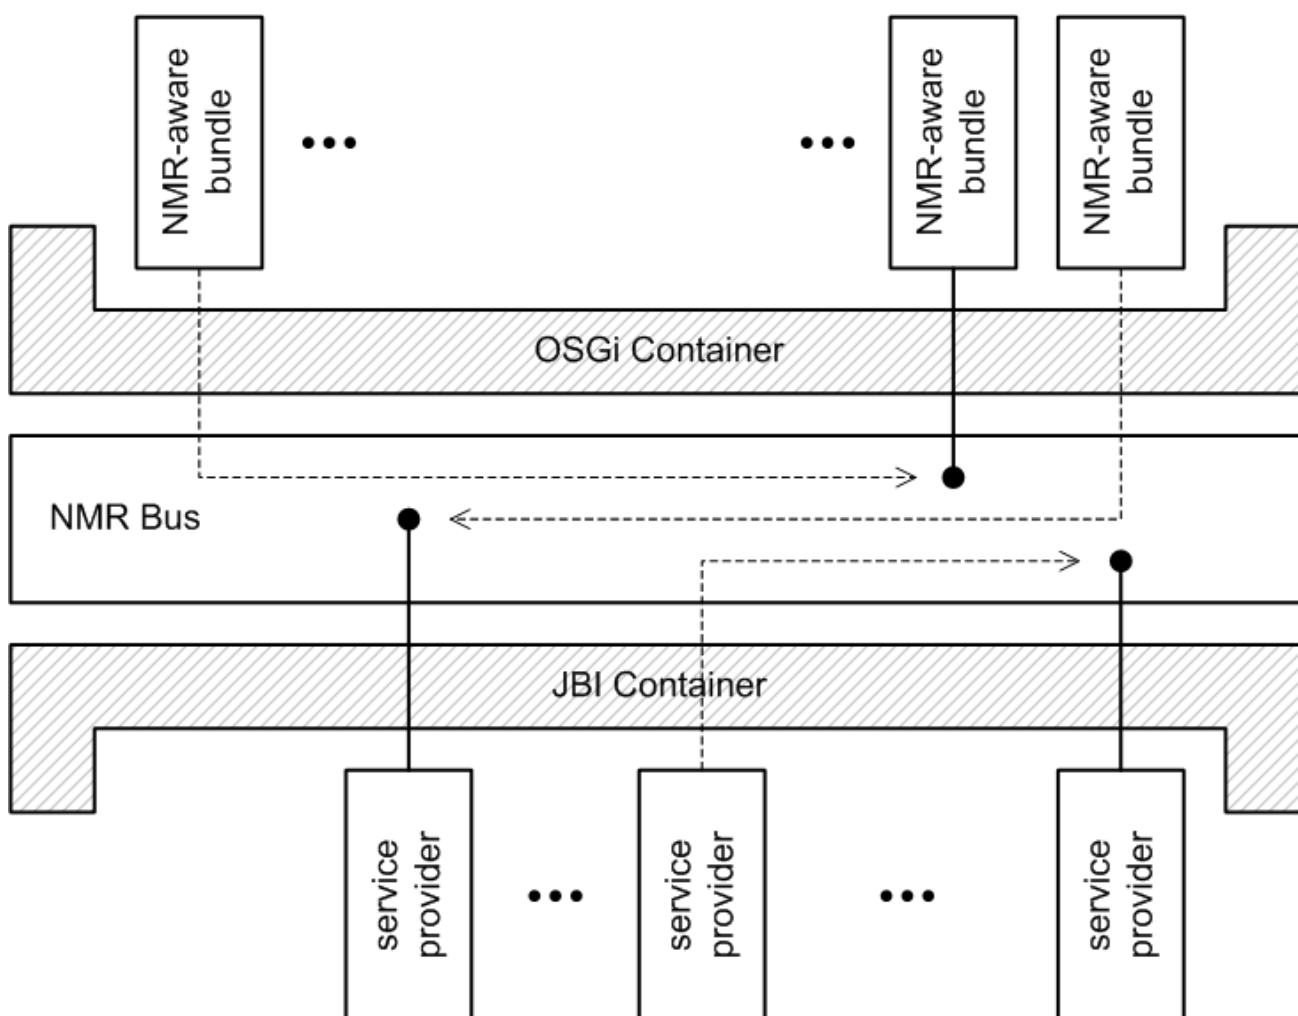 NMR-aware
bundle
NMR-aware
bundle
NMR-aware
bundle
OSGi Container
NMR Bus
JBI Container
service
provider
service
provider
service
provider